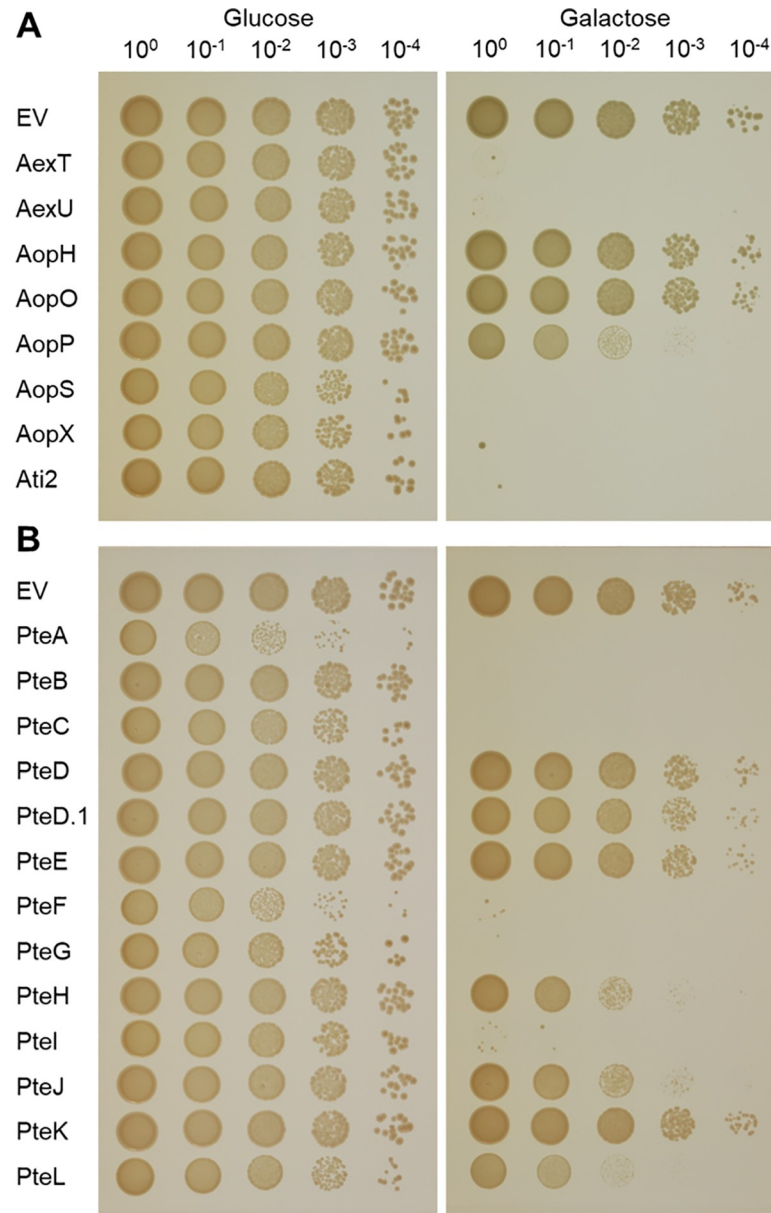 A
Glucose Galactose
10⁰ 10⁻¹ 10⁻² 10⁻³ 10⁻⁴ 10⁰ 10⁻¹ 10⁻² 10⁻³ 10⁻⁴
EV
AexT
AexU
AopH
AopO
AopP
AopS
AopX
Ati2
B
EV
PteA
PteB
PteC
PteD
PteD.1
PteE
PteF
PteG
PteH
PteI
PteJ
PteK
PteL